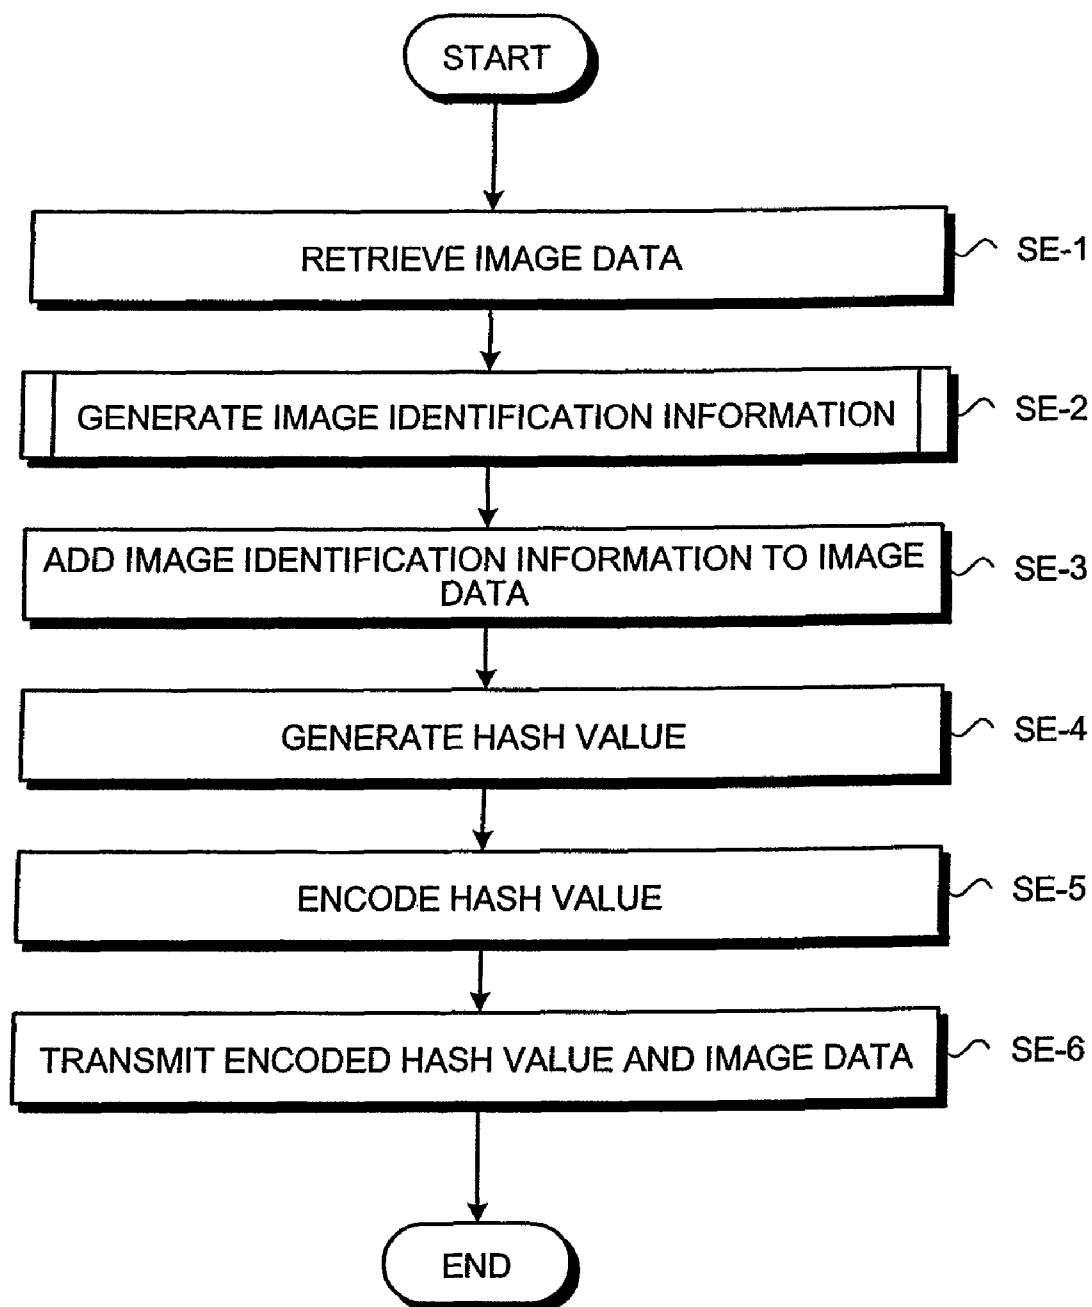 START
RETRIEVE IMAGE DATA
SE-1
GENERATE IMAGE IDENTIFICATION INFORMATION
SE-2
ADD IMAGE IDENTIFICATION INFORMATION TO IMAGE
DATA
SE-3
GENERATE HASH VALUE
SE-4
ENCODE HASH VALUE
SE-5
TRANSMIT ENCODED HASH VALUE AND IMAGE DATA
SE-6
END